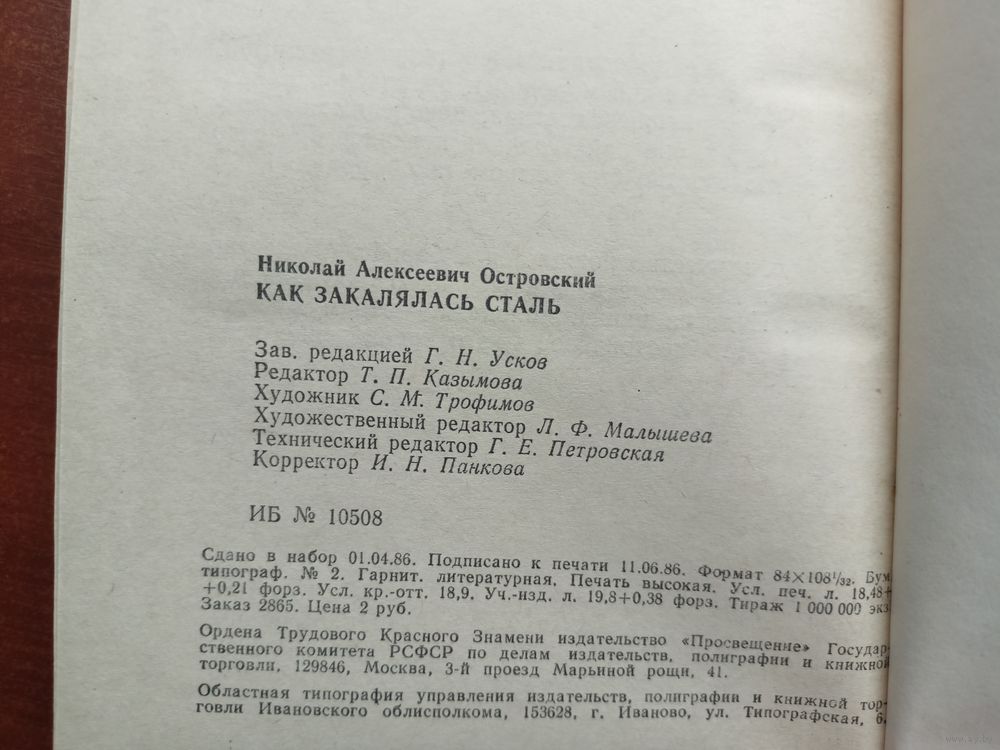 Николай Алексеевич Островский
КАК ЗАКАЛЯЛАСЬ СТАЛЬ
Зав. редакцией Г. Н. Усков
Редактор Т. П. Казымова
Художник С. М. Трофимов
Художественный редактор Л. Ф. Малышева
Технический редактор Г. Е. Петровская
Корректор И. Н. Панкова
ИБ № 10508
Сдано в набор 01.04.86. Подписано к печати 11.06.86. Формат 84×108¹/₃₂. Бум
типограф. № 2. Гарнит. литературная. Печать высокая. Усл. печ. л. 18,48+
+0,21 форз. Усл. кр.-отт. 18,9. Уч.-изд. л. 19,8+0,38 форз. Тираж 1 000 000 экз.
Заказ 2865. Цена 2 руб.
Ордена Трудового Красного Знамени издательство «Просвещение» Государ-
ственного комитета РСФСР по делам издательств, полиграфии и книжной
торговли, 129846, Москва, 3-й проезд Марьиной рощи, 41.
Областная типография управления издательств, полиграфии и книжной тор-
говли Ивановского облисполкома, 153628, г. Иваново, ул. Типографская, 6.